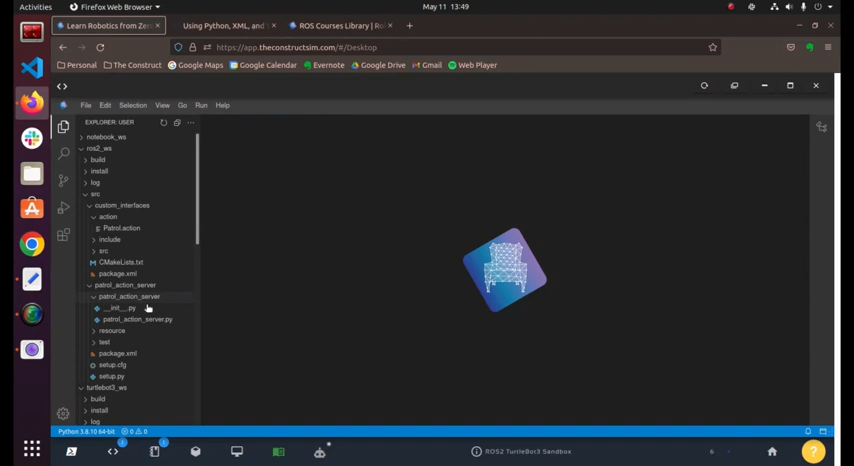 Activities Firefox Web Browser May 11 13:49
Learn Robotics from Zero Using Python, XML, and ROS Courses Library | Ro
https://app.theconstructsim.com/#/Desktop
Personal The Construct Google Maps Google Calendar Evernote Google Drive Gmail Web Player
File Edit Selection View Go Run Help
EXPLORER: USER
notebook_ws
ros2_ws
build
install
log
src
custom_interfaces
action
Patrol.action
include
src
CMakeLists.txt
package.xml
patrol_action_server
patrol_action_server
__init__.py
patrol_action_server.py
resource
test
package.xml
setup.cfg
setup.py
turtlebot3_ws
build
install
log
Python 3.8.10 64-bit 0 0
ROS2 TurtleBot3 Sandbox